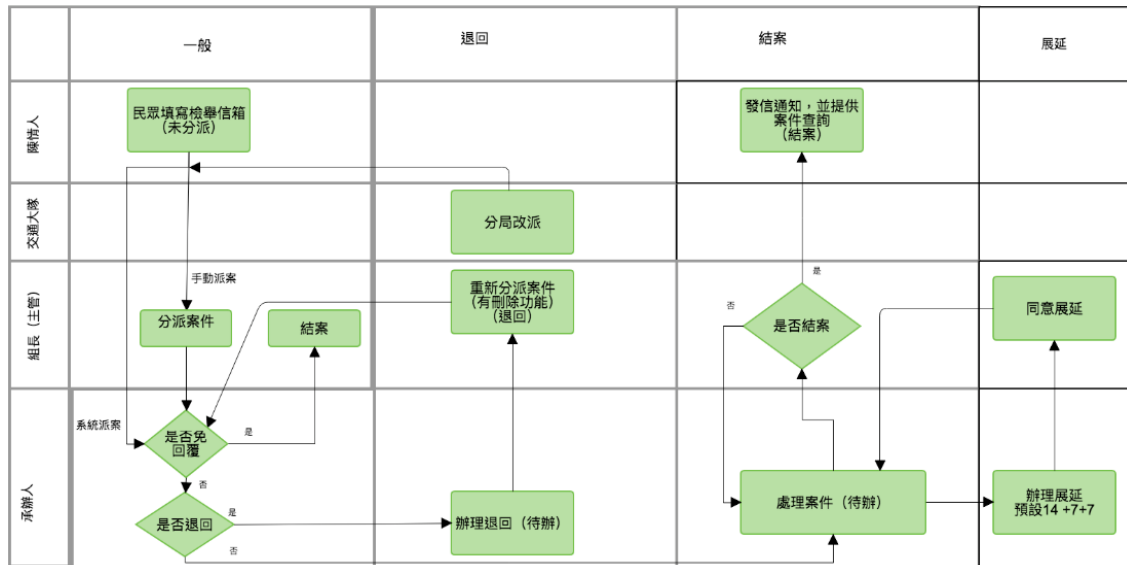 一般
退回
結案
展延
陳情人
民眾填寫檢舉信箱
（未分派）
發信通知，並提供
案件查詢
（結案）
交通大隊
分局改派
組長（主管）
手動派案
分派案件
結案
重新分派案件
（有刪除功能）
（退回）
是
否
是否結案
同意展延
承辦人
系統派案
是否免
回覆
是
否
是否退回
是
否
辦理退回（待辦）
處理案件（待辦）
辦理展延
預設14 +7+7